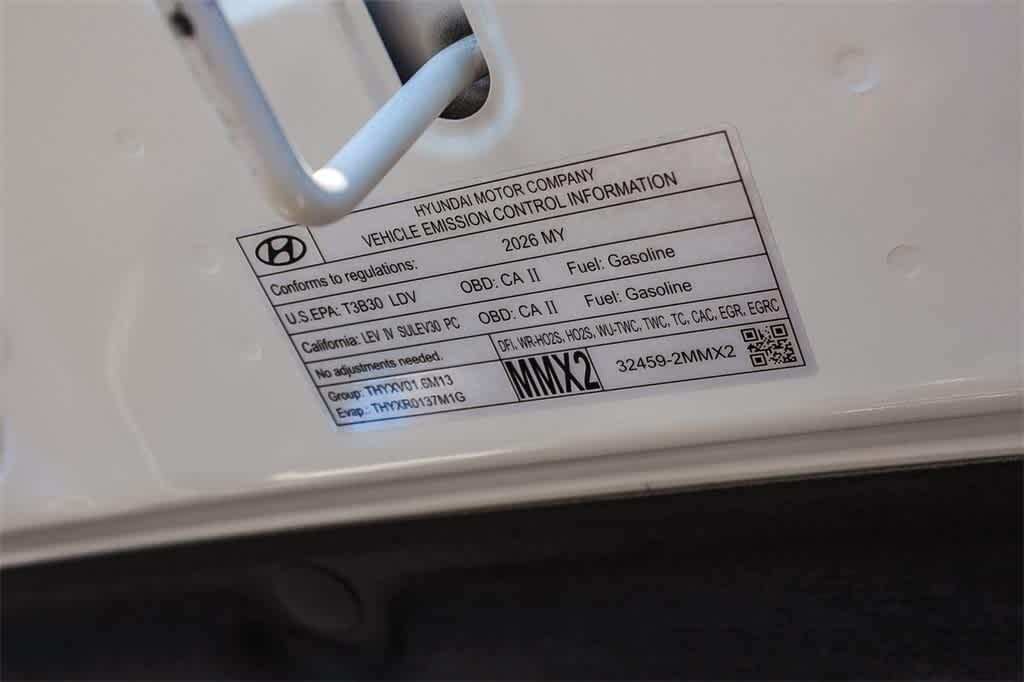 HYUNDAI MOTOR COMPANY
VEHICLE EMISSION CONTROL INFORMATION
Conforms to regulations: 2026 MY
U.S.EPA: T3B30 LDV OBD: CA II Fuel: Gasoline
California: LEV IV SULEV30 PC OBD: CA II Fuel: Gasoline
No adjustments needed. DFI, WR-HO2S, HO2S, WU-TWC, TWC, TC, CAC, EGR, EGRC
Group: THYXV01.6M13
Evap.: THYXR0137M1G
MMX2 32459-2MMX2